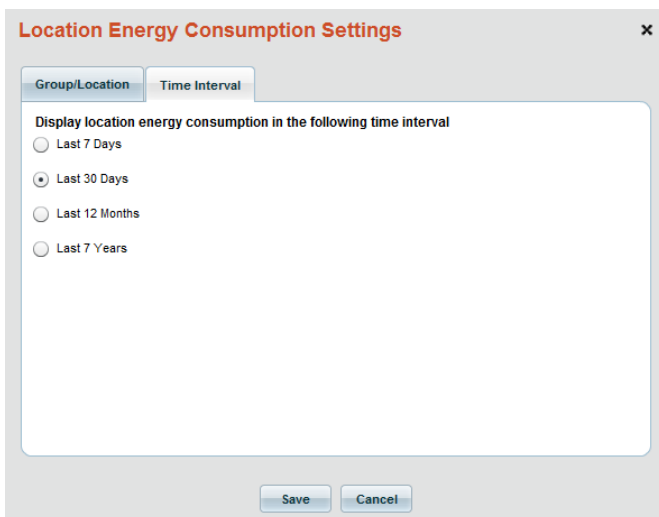 Location Energy Consumption Settings
Group/Location
Time Interval
Display location energy consumption in the following time interval
Last 7 Days
Last 30 Days
Last 12 Months
Last 7 Years
Save
Cancel